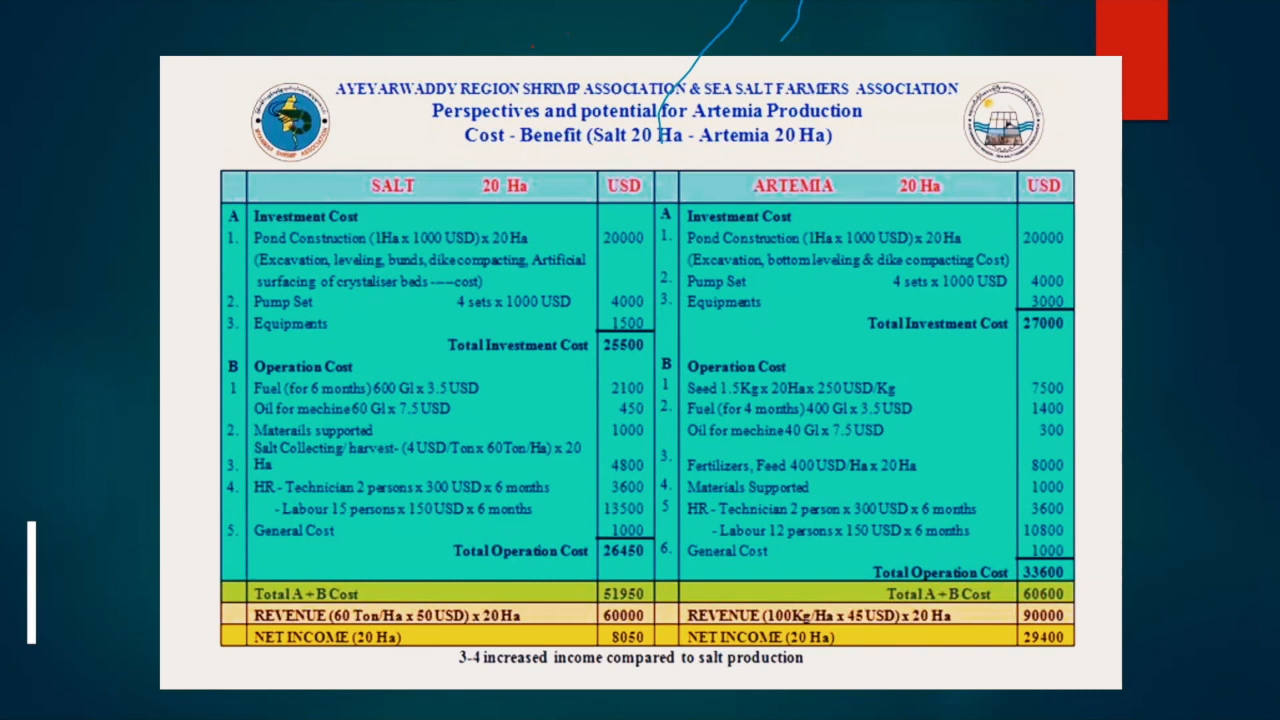 AYEYARWADDY REGION SHRIMP ASSOCIATION & SEA SALT FARMERS ASSOCIATION
Perspectives and potential for Artemia Production
Cost - Benefit (Salt 20 Ha - Artemia 20 Ha)
SALT 20 Ha USD ARTEMIA 20 Ha USD
A Investment Cost A Investment Cost
1. Pond Construction (1Ha x 1000 USD) x 20 Ha 20000 1. Pond Construction (1Ha x 1000 USD) x 20 Ha 20000
(Excavation, leveling, bunds, dike compacting, Artificial (Excavation, bottom leveling & dike compacting Cost)
surfacing of crystaliser beds -----cost) 2. Pump Set 4 sets x 1000 USD 4000
2. Pump Set 4 sets x 1000 USD 4000 3. Equipments 3000
3. Equipments 1500 Total Investment Cost 27000
Total Investment Cost 25500
B Operation Cost B Operation Cost
1 Fuel (for 6 months) 600 Gl x 3.5 USD 2100 1 Seed 1.5Kg x 20Ha x 250 USD/Kg 7500
Oil for mechine 60 Gl x 7.5 USD 450 2. Fuel (for 4 months) 400 Gl x 3.5 USD 1400
2. Materails supported 1000 Oil for mechine 40 Gl x 7.5 USD 300
Salt Collecting/ harvest- (4 USD/Ton x 60 Ton/Ha) x 20
3. Ha 4800 3. Fertilizers, Feed 400 USD/Ha x 20 Ha 8000
4. HR - Technician 2 persons x 300 USD x 6 months 3600 4. Materials Supported 1000
- Labour 15 persons x 150 USD x 6 months 13500 5 HR - Technician 2 person x 300 USD x 6 months 3600
5. General Cost 1000 - Labour 12 persons x 150 USD x 6 months 10800
Total Operation Cost 26450 6. General Cost 1000
Total Operation Cost 33600
Total A + B Cost 51950 Total A + B Cost 60600
REVENUE (60 Ton/Ha x 50 USD) x 20 Ha 60000 REVENUE (100Kg/Ha x 45 USD) x 20 Ha 90000
NET INCOME (20 Ha) 8050 NET INCOME (20 Ha) 29400
3-4 increased income compared to salt production